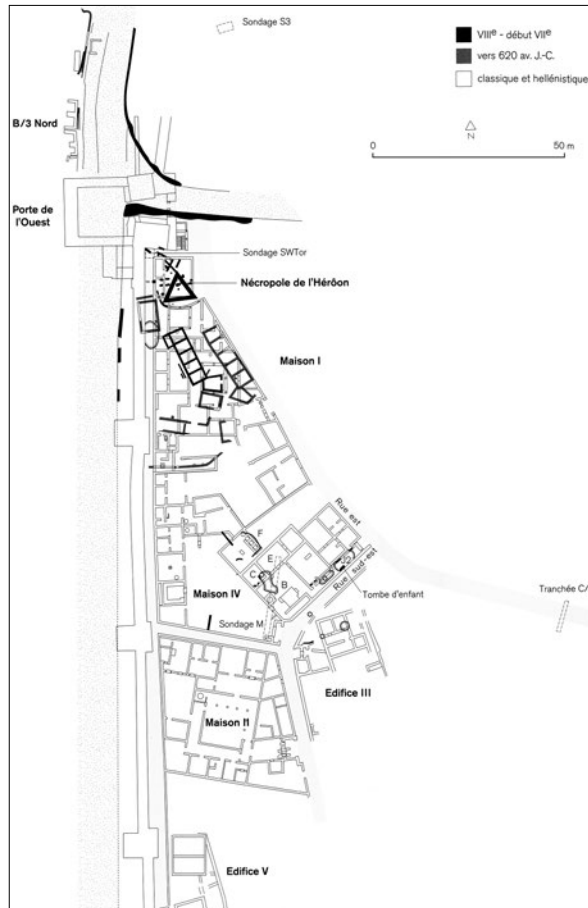 Sondage S3
VIIIe - début VIIe
vers 620 av. J.-C.
classique et hellénistique
B/3 Nord
N
0 50 m
Porte de
l'Ouest
Sondage SWTor
Nécropole de l'Hérôon
Maison I
Rue est
F
E
Rue sud-est
C
B
Maison IV
Tombe d'enfant
Tranchée C/
Sondage M
Edifice III
Maison II
Edifice V